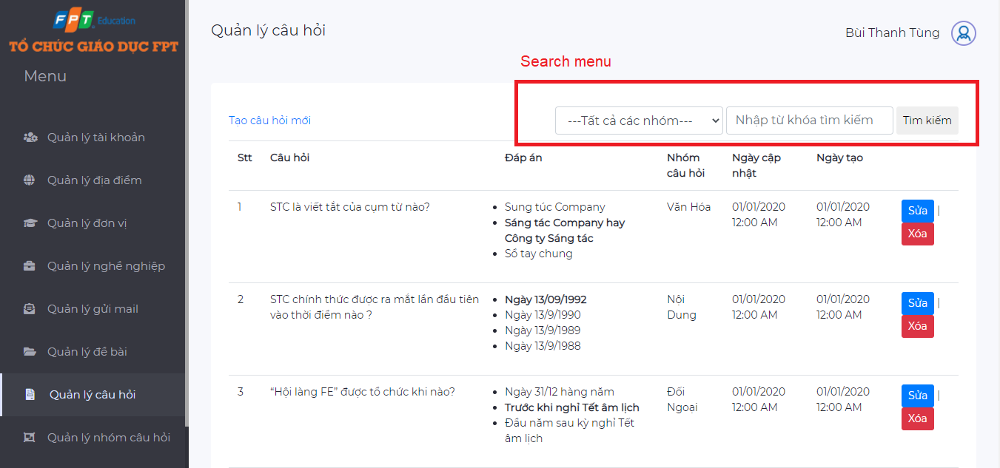 FPT Education
TỔ CHỨC GIÁO DỤC FPT
Menu
Quản lý tài khoản
Quản lý địa điểm
Quản lý đơn vị
Quản lý nghề nghiệp
Quản lý gửi mail
Quản lý đề bài
Quản lý câu hỏi
Quản lý nhóm câu hỏi
Quản lý câu hỏi
Bùi Thanh Tùng
Search menu
Tạo câu hỏi mới
---Tất cả các nhóm---
Nhập từ khóa tìm kiếm
Tìm kiếm
Stt
Câu hỏi
Đáp án
Nhóm
câu hỏi
Ngày cập
nhật
Ngày tạo
1
STC là viết tắt của cụm từ nào?
Sung túc Company
Sáng tác Company hay
Công ty Sáng tác
Sổ tay chung
Văn Hóa
01/01/2020
12:00 AM
01/01/2020
12:00 AM
Sửa |
Xóa
2
STC chính thức được ra mắt lần đầu tiên
vào thời điểm nào ?
Ngày 13/09/1992
Ngày 13/9/1990
Ngày 13/9/1989
Ngày 13/9/1988
Nội
Dung
01/01/2020
12:00 AM
01/01/2020
12:00 AM
Sửa |
Xóa
3
“Hội làng FE” được tổ chức khi nào?
Ngày 31/12 hàng năm
Trước khi nghỉ Tết âm lịch
Đầu năm sau kỳ nghỉ Tết
âm lịch
Đối
Ngoại
01/01/2020
12:00 AM
01/01/2020
12:00 AM
Sửa |
Xóa